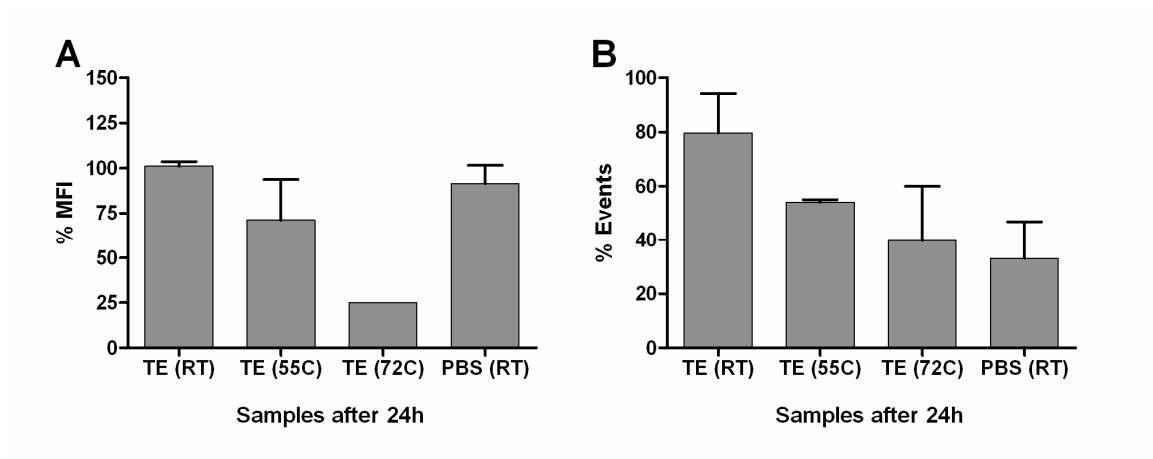 A
% MFI
150
125
100
75
50
25
0
TE (RT) TE (55C) TE (72C) PBS (RT)
Samples after 24h
B
% Events
100
80
60
40
20
0
TE (RT) TE (55C) TE (72C) PBS (RT)
Samples after 24h